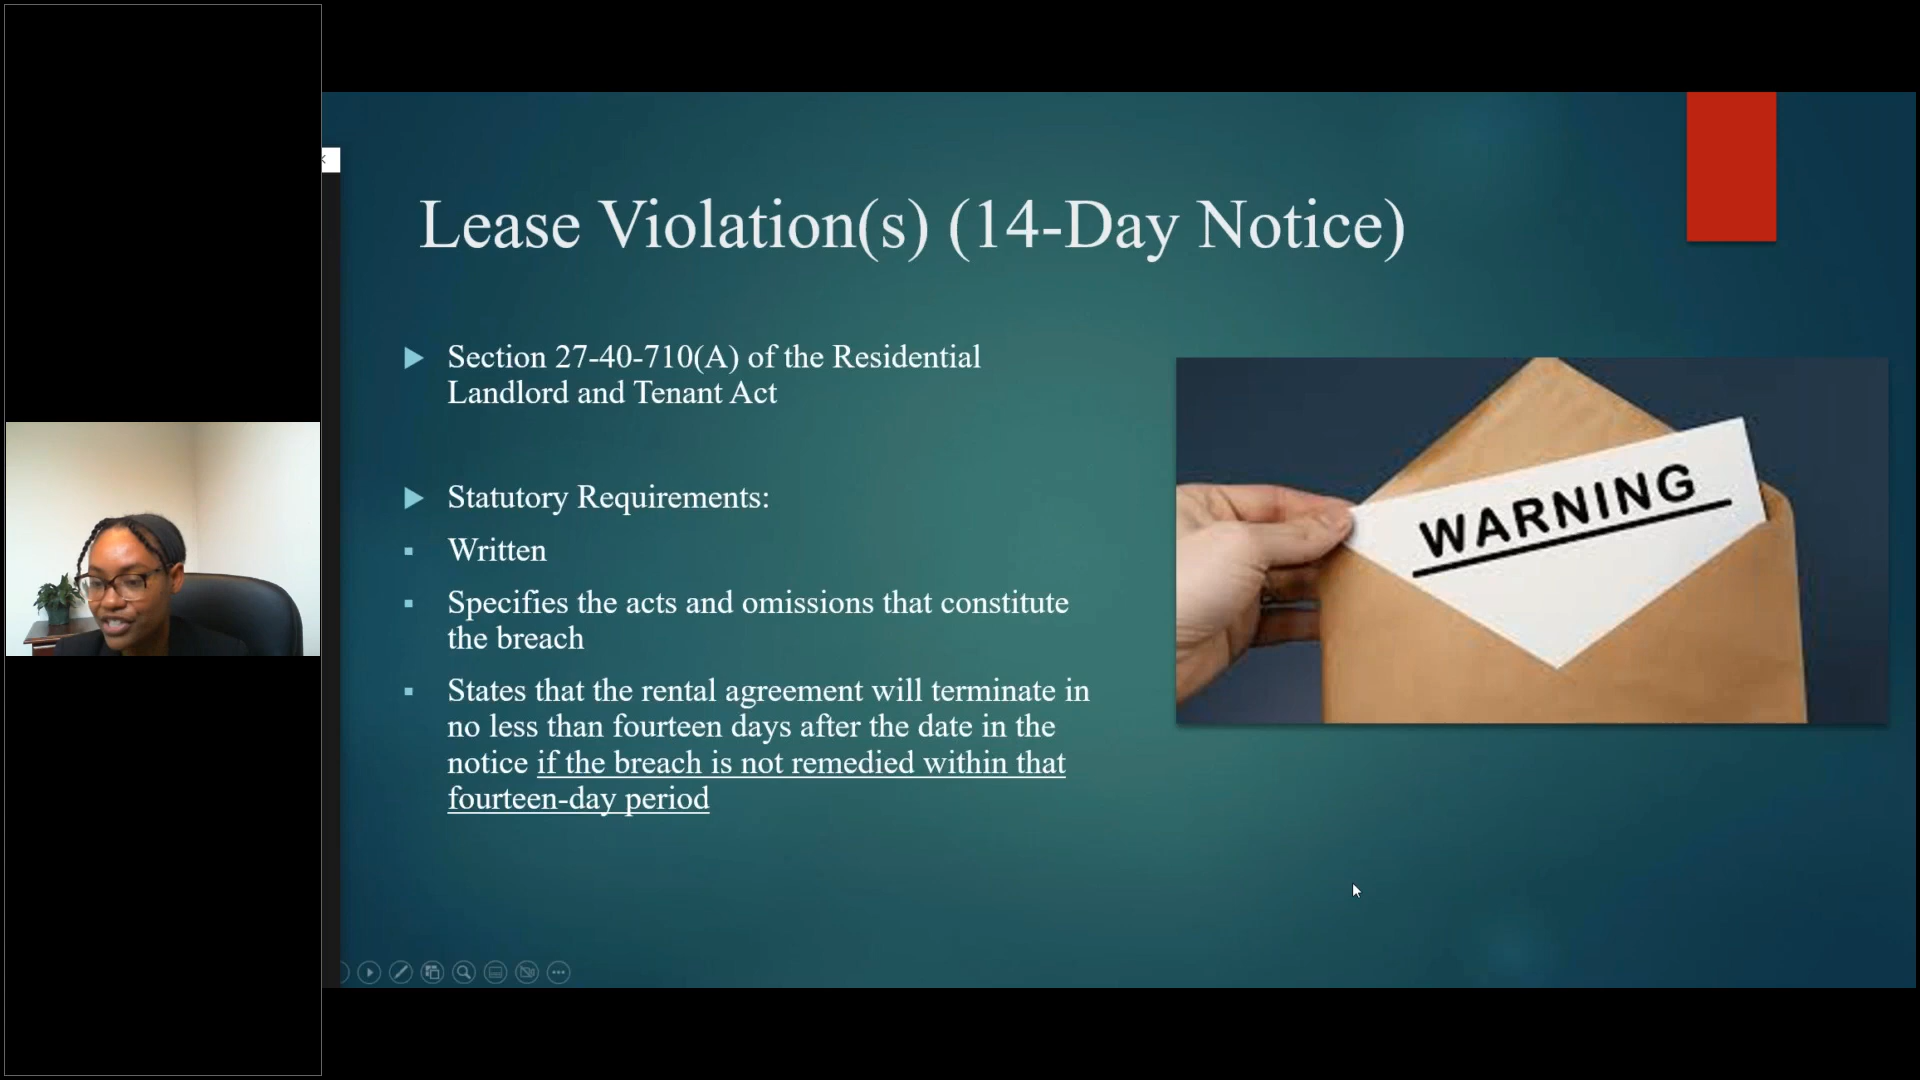 Lease Violation(s) (14-Day Notice)
Section 27-40-710(A) of the Residential
Landlord and Tenant Act
Statutory Requirements:
Written
Specifies the acts and omissions that constitute
the breach
States that the rental agreement will terminate in
no less than fourteen days after the date in the
notice if the breach is not remedied within that
fourteen-day period
WARNING